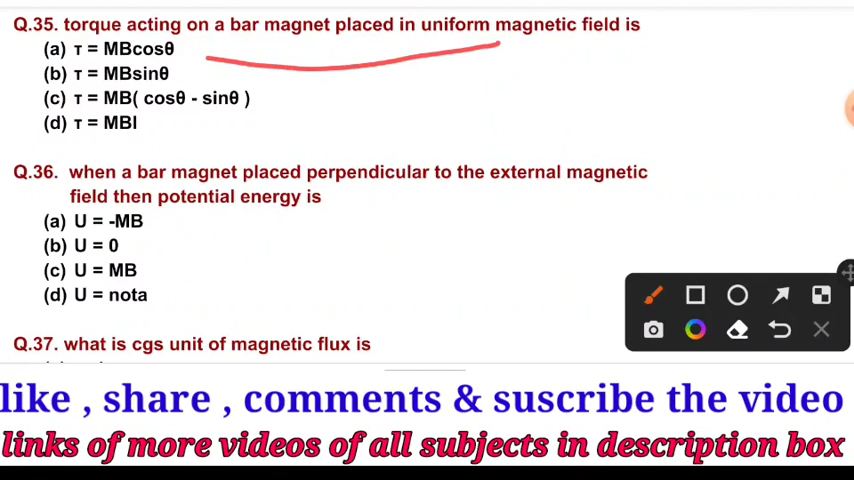 Q.35. torque acting on a bar magnet placed in uniform magnetic field is
(a) τ = MBcosθ
(b) τ = MBsinθ
(c) τ = MB( cosθ - sinθ )
(d) τ = MBI
Q.36. when a bar magnet placed perpendicular to the external magnetic
field then potential energy is
(a) U = -MB
(b) U = 0
(c) U = MB
(d) U = nota
Q.37. what is cgs unit of magnetic flux is
like , share , comments & suscribe the video
links of more videos of all subjects in description box